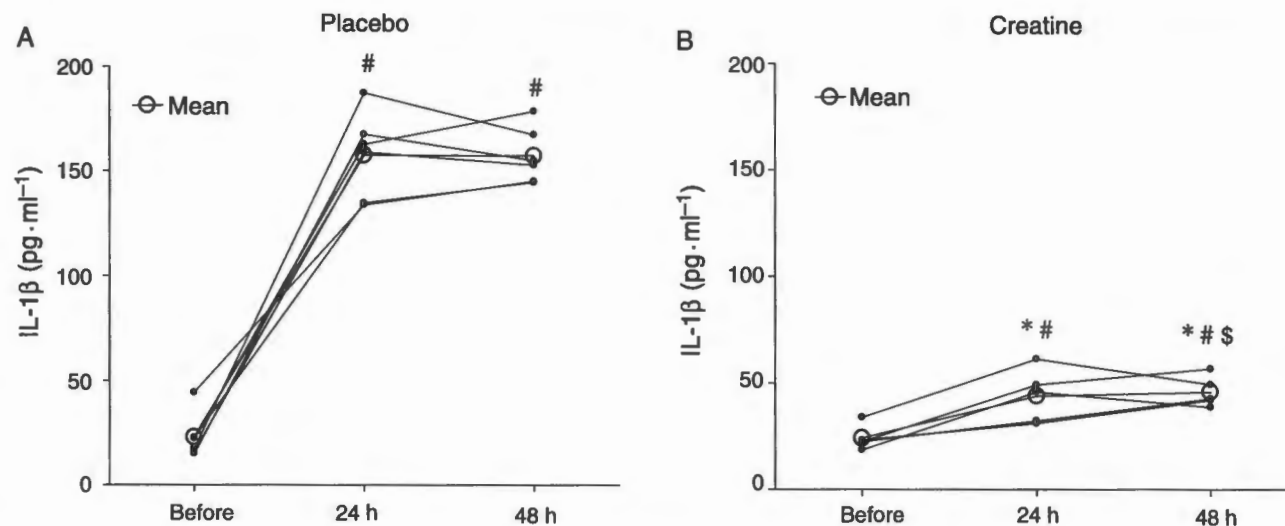 A
Placebo
200
150
100
50
0
IL-1β (pg·ml⁻¹)
Mean
#
#
Before
24 h
48 h
B
Creatine
200
150
100
50
0
IL-1β (pg·ml⁻¹)
Mean
* #
* # $
Before
24 h
48 h